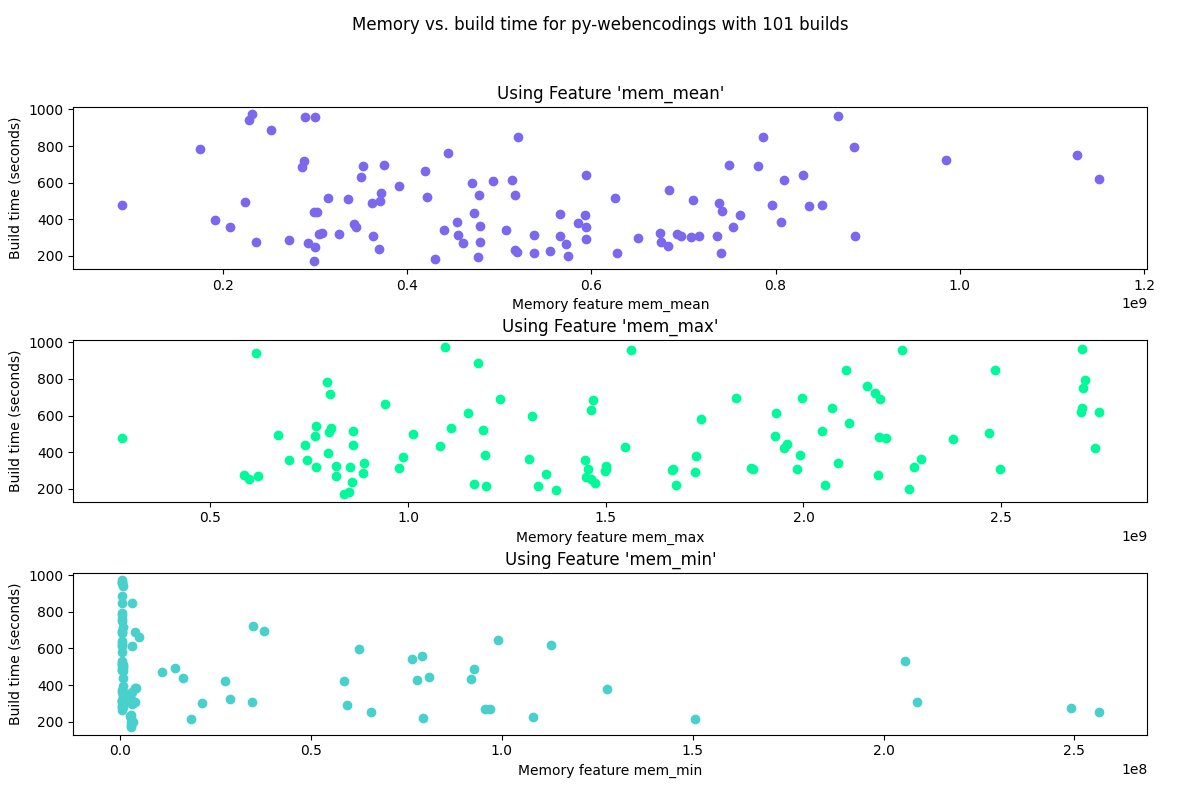 Memory vs. build time for py-webencodings with 101 builds
Using Feature 'mem_mean'
Build time (seconds)
1000
800
600
400
200
0.2 0.4 0.6 0.8 1.0 1.2
1e9
Memory feature mem_mean
Using Feature 'mem_max'
Build time (seconds)
1000
800
600
400
200
0.5 1.0 1.5 2.0 2.5
1e9
Memory feature mem_max
Using Feature 'mem_min'
Build time (seconds)
1000
800
600
400
200
0.0 0.5 1.0 1.5 2.0 2.5
1e8
Memory feature mem_min